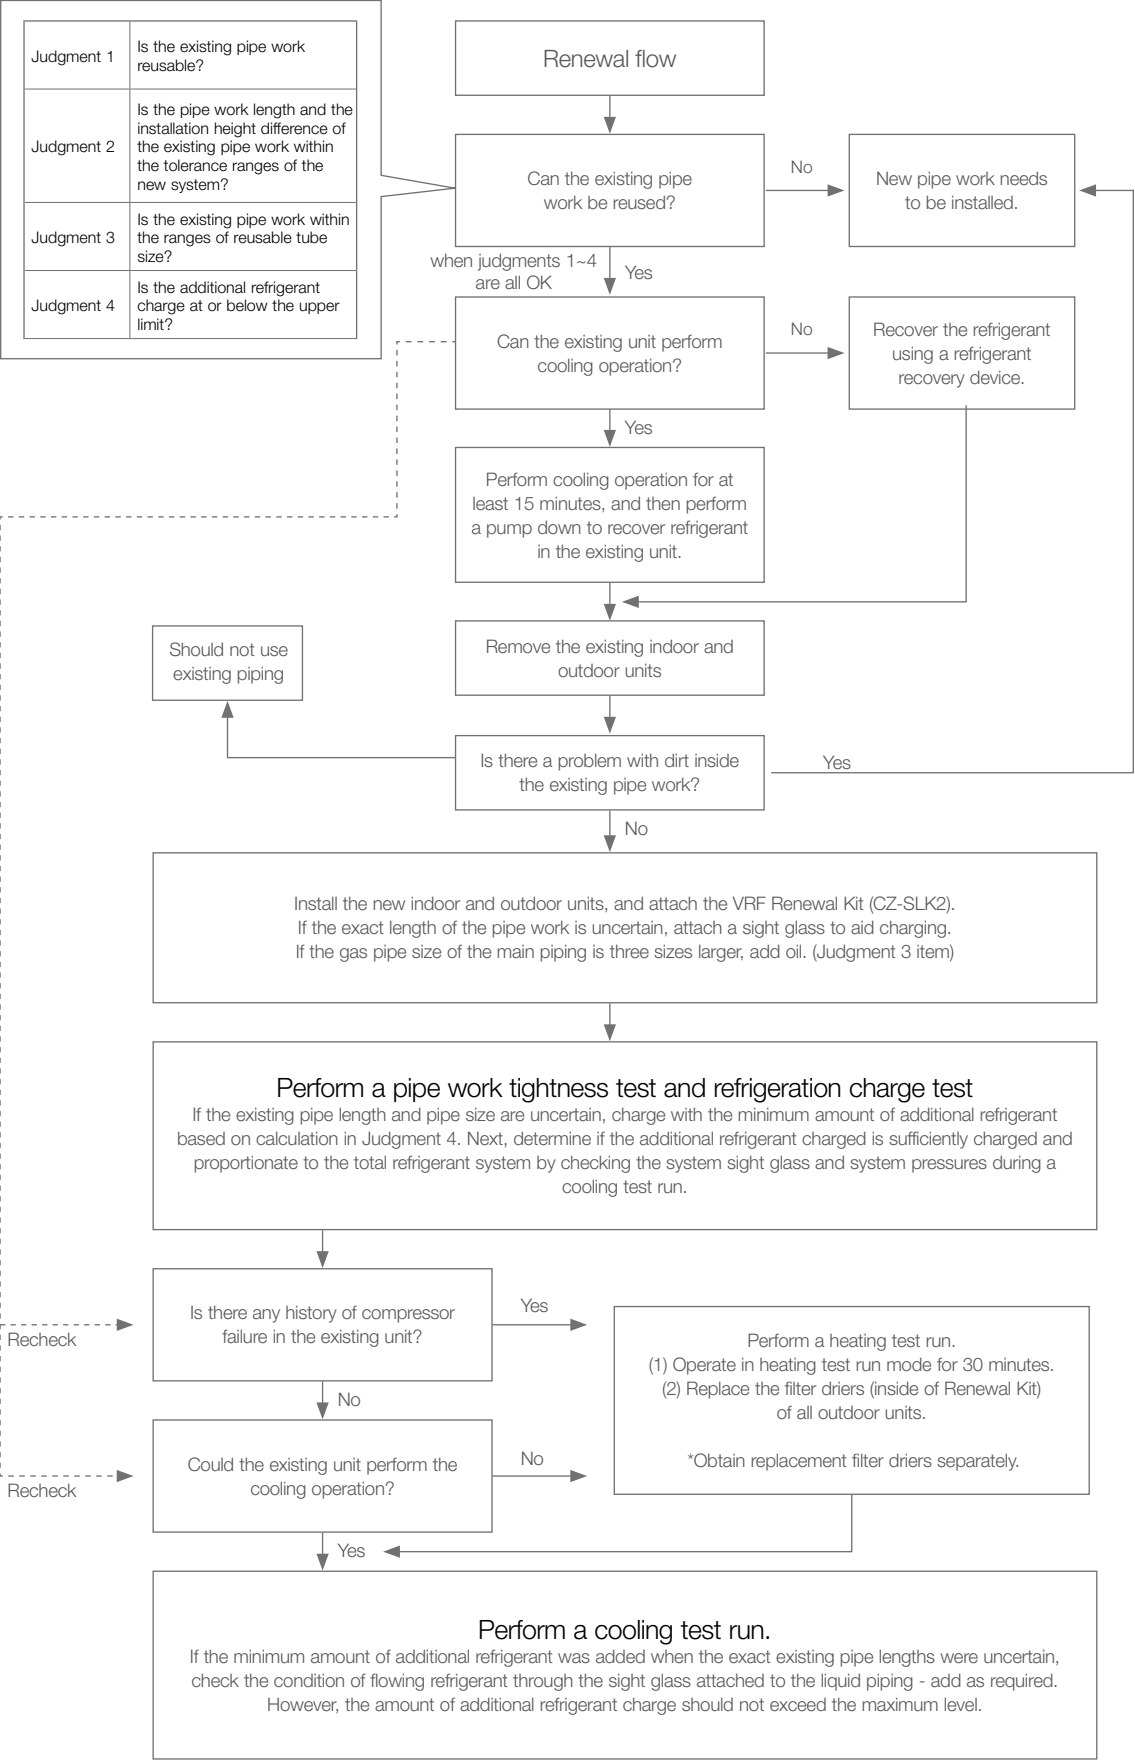 Judgment 1
Is the existing pipe work
reusable?
Judgment 2
Is the pipe work length and the
installation height difference of
the existing pipe work within
the tolerance ranges of the
new system?
Judgment 3
Is the existing pipe work within
the ranges of reusable tube
size?
Judgment 4
Is the additional refrigerant
charge at or below the upper
limit?
Renewal flow
Can the existing pipe
work be reused?
No
New pipe work needs
to be installed.
when judgments 1~4
are all OK
Yes
Can the existing unit perform
cooling operation?
No
Recover the refrigerant
using a refrigerant
recovery device.
Yes
Perform cooling operation for at
least 15 minutes, and then perform
a pump down to recover refrigerant
in the existing unit.
Remove the existing indoor and
outdoor units
Should not use
existing piping
Is there a problem with dirt inside
the existing pipe work?
Yes
No
Install the new indoor and outdoor units, and attach the VRF Renewal Kit (CZ-SLK2).
If the exact length of the pipe work is uncertain, attach a sight glass to aid charging.
If the gas pipe size of the main piping is three sizes larger, add oil. (Judgment 3 item)
Perform a pipe work tightness test and refrigeration charge test
If the existing pipe length and pipe size are uncertain, charge with the minimum amount of additional refrigerant
based on calculation in Judgment 4. Next, determine if the additional refrigerant charged is sufficiently charged and
proportionate to the total refrigerant system by checking the system sight glass and system pressures during a
cooling test run.
Is there any history of compressor
failure in the existing unit?
Yes
Recheck
No
Perform a heating test run.
(1) Operate in heating test run mode for 30 minutes.
(2) Replace the filter driers (inside of Renewal Kit)
of all outdoor units.
*Obtain replacement filter driers separately.
Could the existing unit perform the
cooling operation?
No
Recheck
Yes
Perform a cooling test run.
If the minimum amount of additional refrigerant was added when the exact existing pipe lengths were uncertain,
check the condition of flowing refrigerant through the sight glass attached to the liquid piping - add as required.
However, the amount of additional refrigerant charge should not exceed the maximum level.